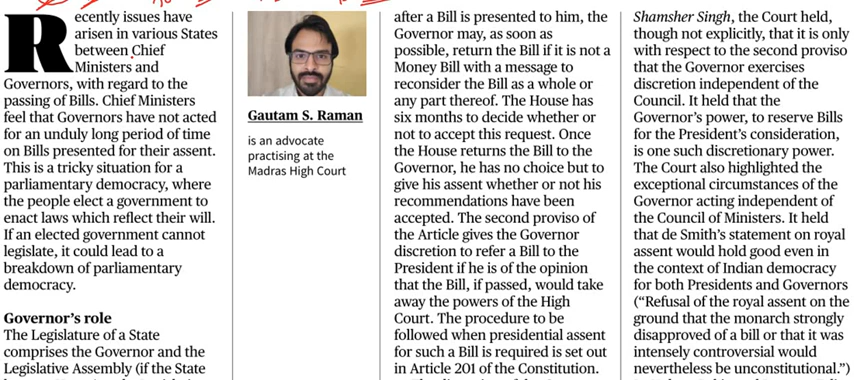 Recently issues have
arisen in various States
between Chief
Ministers and
Governors, with regard to the
passing of Bills. Chief Ministers
feel that Governors have not acted
for an unduly long period of time
on Bills presented for their assent.
This is a tricky situation for a
parliamentary democracy, where
the people elect a government to
enact laws which reflect their will.
If an elected government cannot
legislate, it could lead to a
breakdown of parliamentary
democracy.
Governor's role
The Legislature of a State
comprises the Governor and the
Legislative Assembly (if the State
Gautam S. Raman
is an advocate
practising at the
Madras High Court
after a Bill is presented to him, the
Governor may, as soon as
possible, return the Bill if it is not a
Money Bill with a message to
reconsider the Bill as a whole or
any part thereof. The House has
six months to decide whether or
not to accept this request. Once
the House returns the Bill to the
Governor, he has no choice but to
give his assent whether or not his
recommendations have been
accepted. The second proviso of
the Article gives the Governor
discretion to refer a Bill to the
President if he is of the opinion
that the Bill, if passed, would take
away the powers of the High
Court. The procedure to be
followed when presidential assent
for such a Bill is required is set out
in Article 201 of the Constitution.
Shamsher Singh, the Court held,
though not explicitly, that it is only
with respect to the second proviso
that the Governor exercises
discretion independent of the
Council. It held that the
Governor's power, to reserve Bills
for the President's consideration,
is one such discretionary power.
The Court also highlighted the
exceptional circumstances of the
Governor acting independent of
the Council of Ministers. It held
that de Smith's statement on royal
assent would hold good even in
the context of Indian democracy
for both Presidents and Governors
("Refusal of the royal assent on the
ground that the monarch strongly
disapproved of a bill or that it was
intensely controversial would
nevertheless be unconstitutional.")